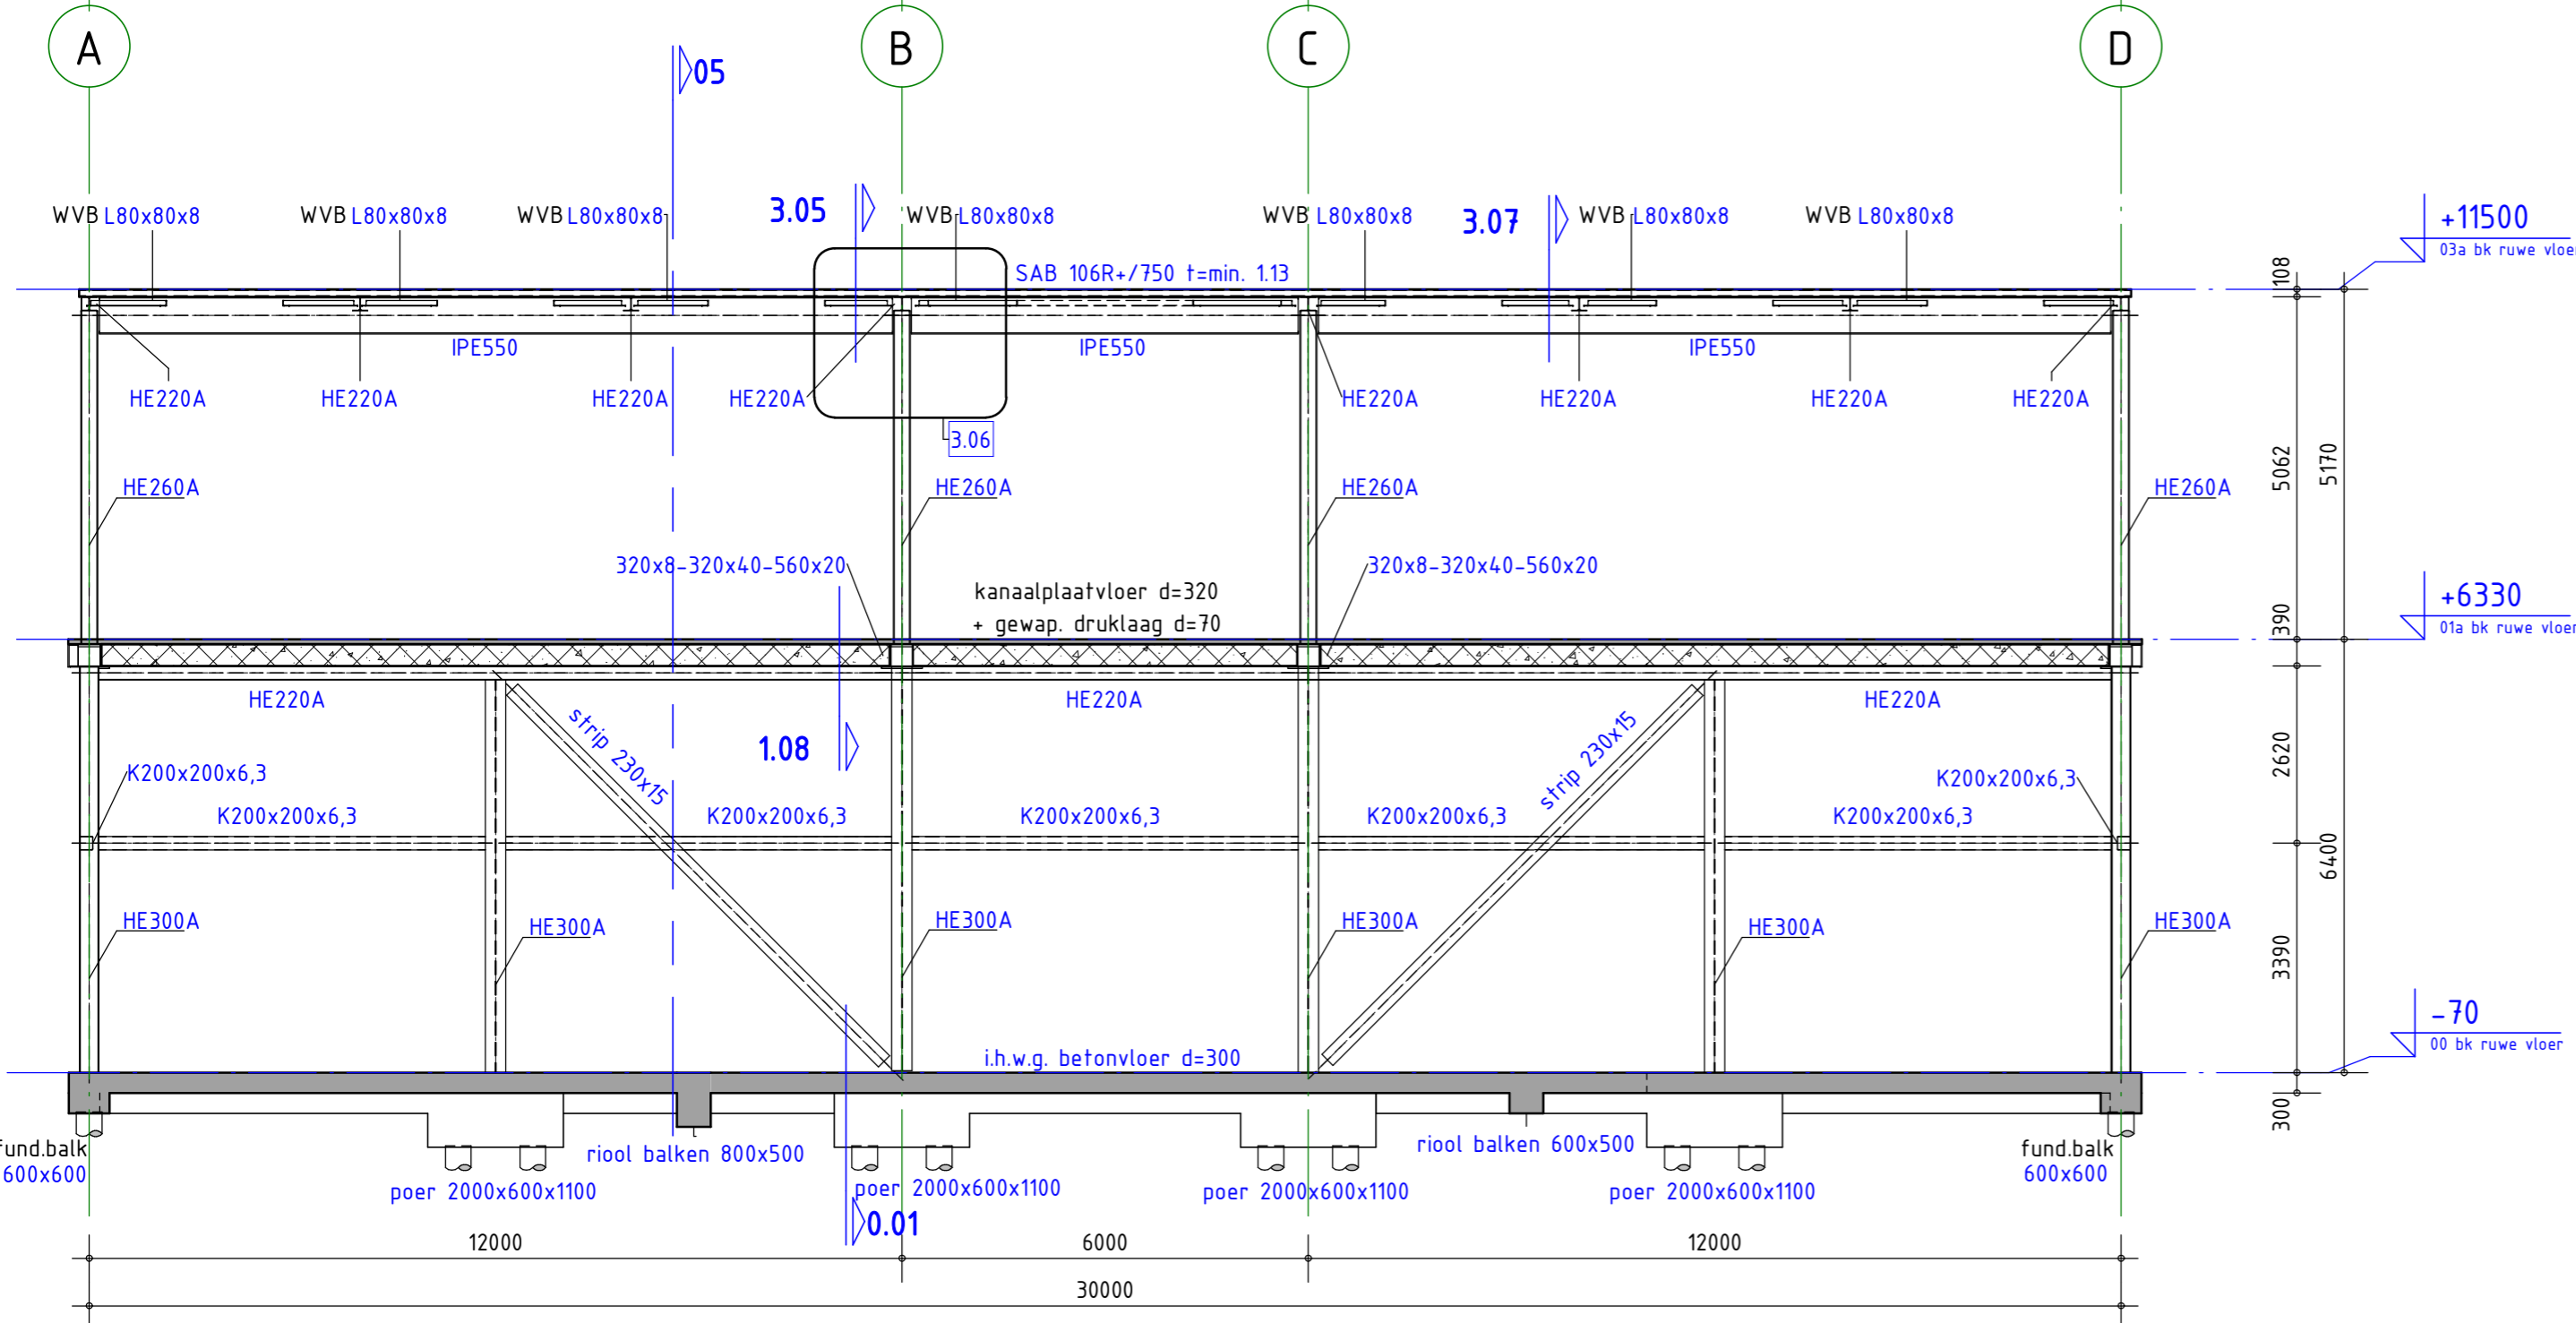 A
B
C
D
05
3.05
3.07
WVB L80x80x8
WVB L80x80x8
WVB L80x80x8
WVB L80x80x8
WVB L80x80x8
WVB L80x80x8
WVB L80x80x8
+11500
03a bk ruwe vloer
108
SAB 106R+/750 t=min. 1.13
IPE550
IPE550
IPE550
HE220A
HE220A
HE220A
HE220A
HE220A
HE220A
HE220A
HE220A
3.06
5062
5170
HE260A
HE260A
HE260A
HE260A
320x8-320x40-560x20
320x8-320x40-560x20
kanaalplaatvloer d=320
+ gewap. druklaag d=70
390
+6330
01a bk ruwe vloer
HE220A
HE220A
HE220A
strip 230x15
strip 230x15
1.08
2620
K200x200x6,3
K200x200x6,3
K200x200x6,3
K200x200x6,3
K200x200x6,3
K200x200x6,3
K200x200x6,3
6400
HE300A
HE300A
HE300A
HE300A
HE300A
HE300A
3390
-70
00 bk ruwe vloer
i.h.w.g. betonvloer d=300
300
fund.balk
600x600
riool balken 800x500
riool balken 600x500
fund.balk
600x600
poer 2000x600x1100
poer 2000x600x1100
poer 2000x600x1100
poer 2000x600x1100
0.01
12000
6000
12000
30000